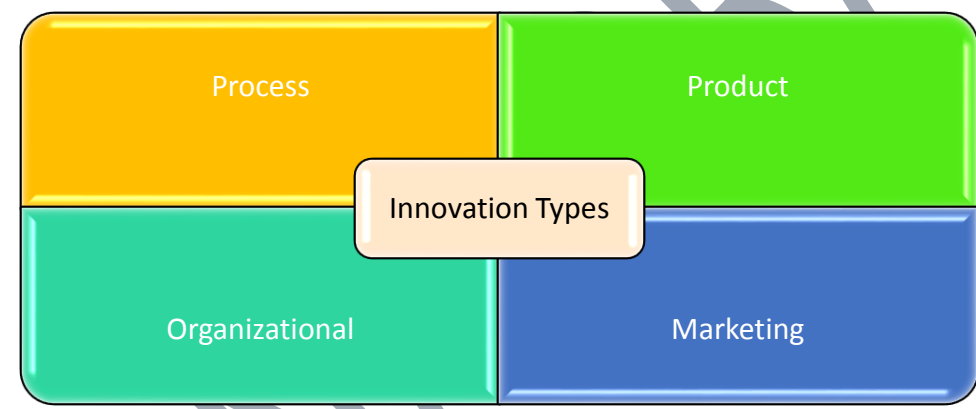 Process
Product
Innovation Types
Organizational
Marketing